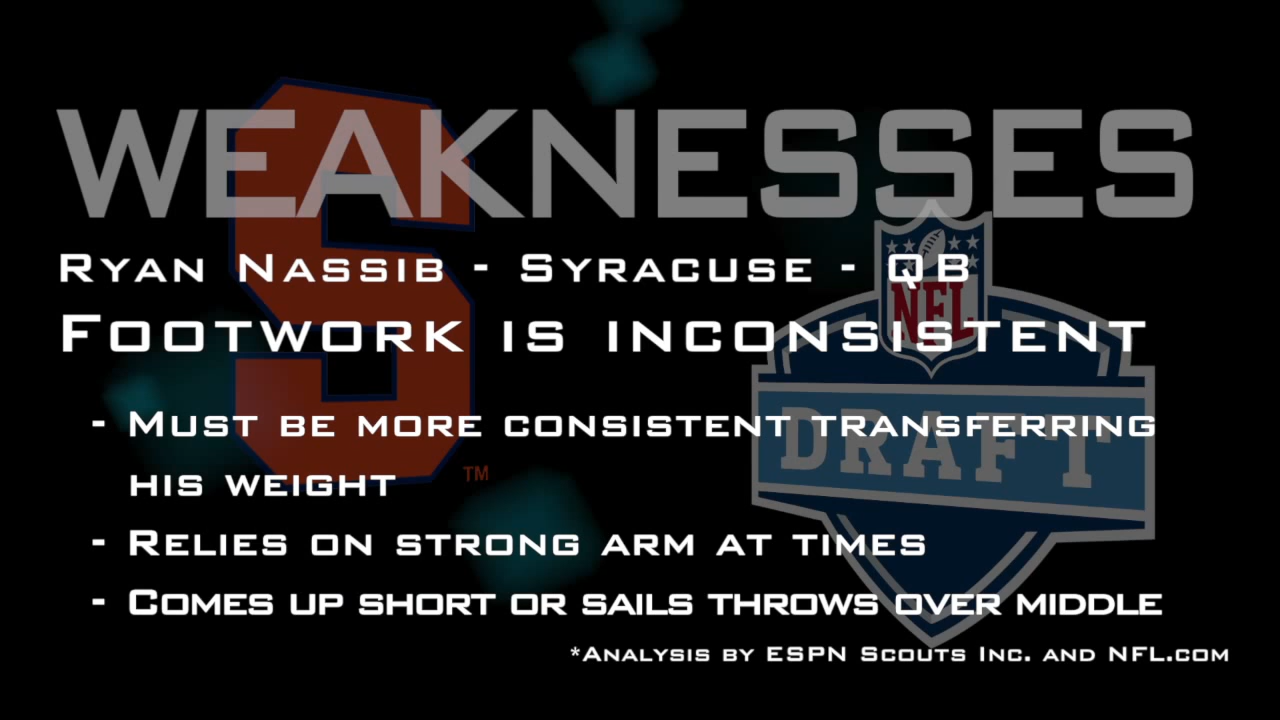 WEAKNESSES
RYAN NASSIB - SYRACUSE - QB
NFL
FOOTWORK IS INCONSISTENT
- MUST BE MORE CONSISTENT TRANSFERRING
HIS WEIGHT
DRAFT
TM
- RELIES ON STRONG ARM AT TIMES
- COMES UP SHORT OR SAILS THROWS OVER MIDDLE
*ANALYSIS BY ESPN SCOUTS INC. AND NFL.COM